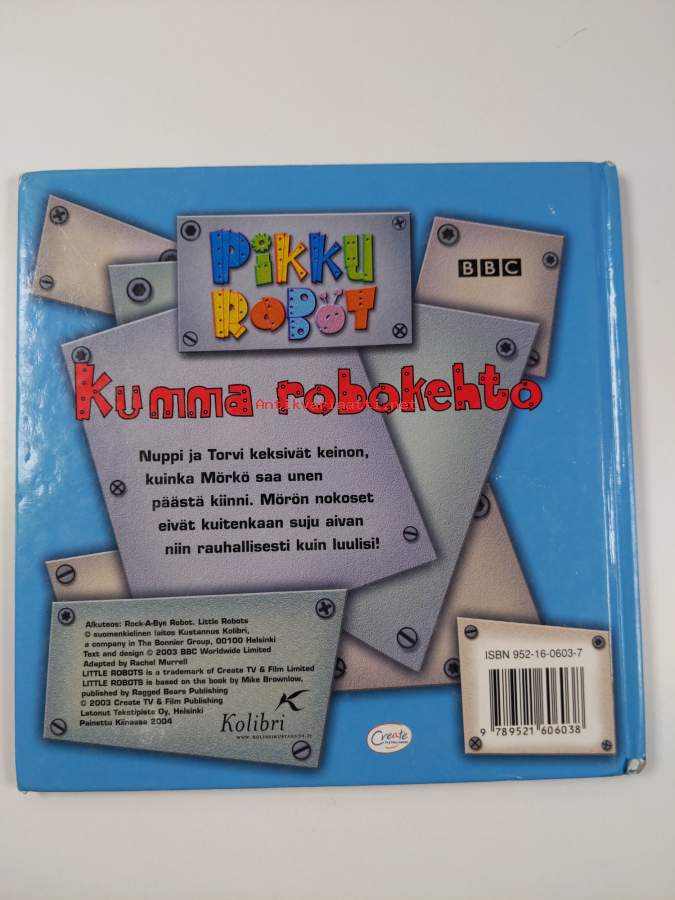 PIKKU
ROBOT
BBC
Kumma robokehto
Antikvariaatti.net
Nuppi ja Torvi keksivät keinon,
kuinka Mörkö saa unen
päästä kiinni. Mörön nokoset
eivät kuitenkaan suju aivan
niin rauhallisesti kuin luulisi!
Alkuteos: Rock-A-Bye Robot. Little Robots
© suomenkielinen laitos Kustannus Kolibri,
a company in The Bonnier Group, 00100 Helsinki
Text and design © 2003 BBC Worldwide Limited
Adapted by Rachel Murrell
LITTLE ROBOTS is a trademark of Create TV & Film Limited
LITTLE ROBOTS is based on the book by Mike Brownlow,
published by Ragged Bears Publishing
© 2003 Create TV & Film Publishing
Latonut Tekstipiste Oy, Helsinki
Painettu Kiinassa 2004
Kolibri
WWW.KOLIBRIKUSTANNUS.FI
Create
ISBN 952-16-0603-7
9 789521 606038